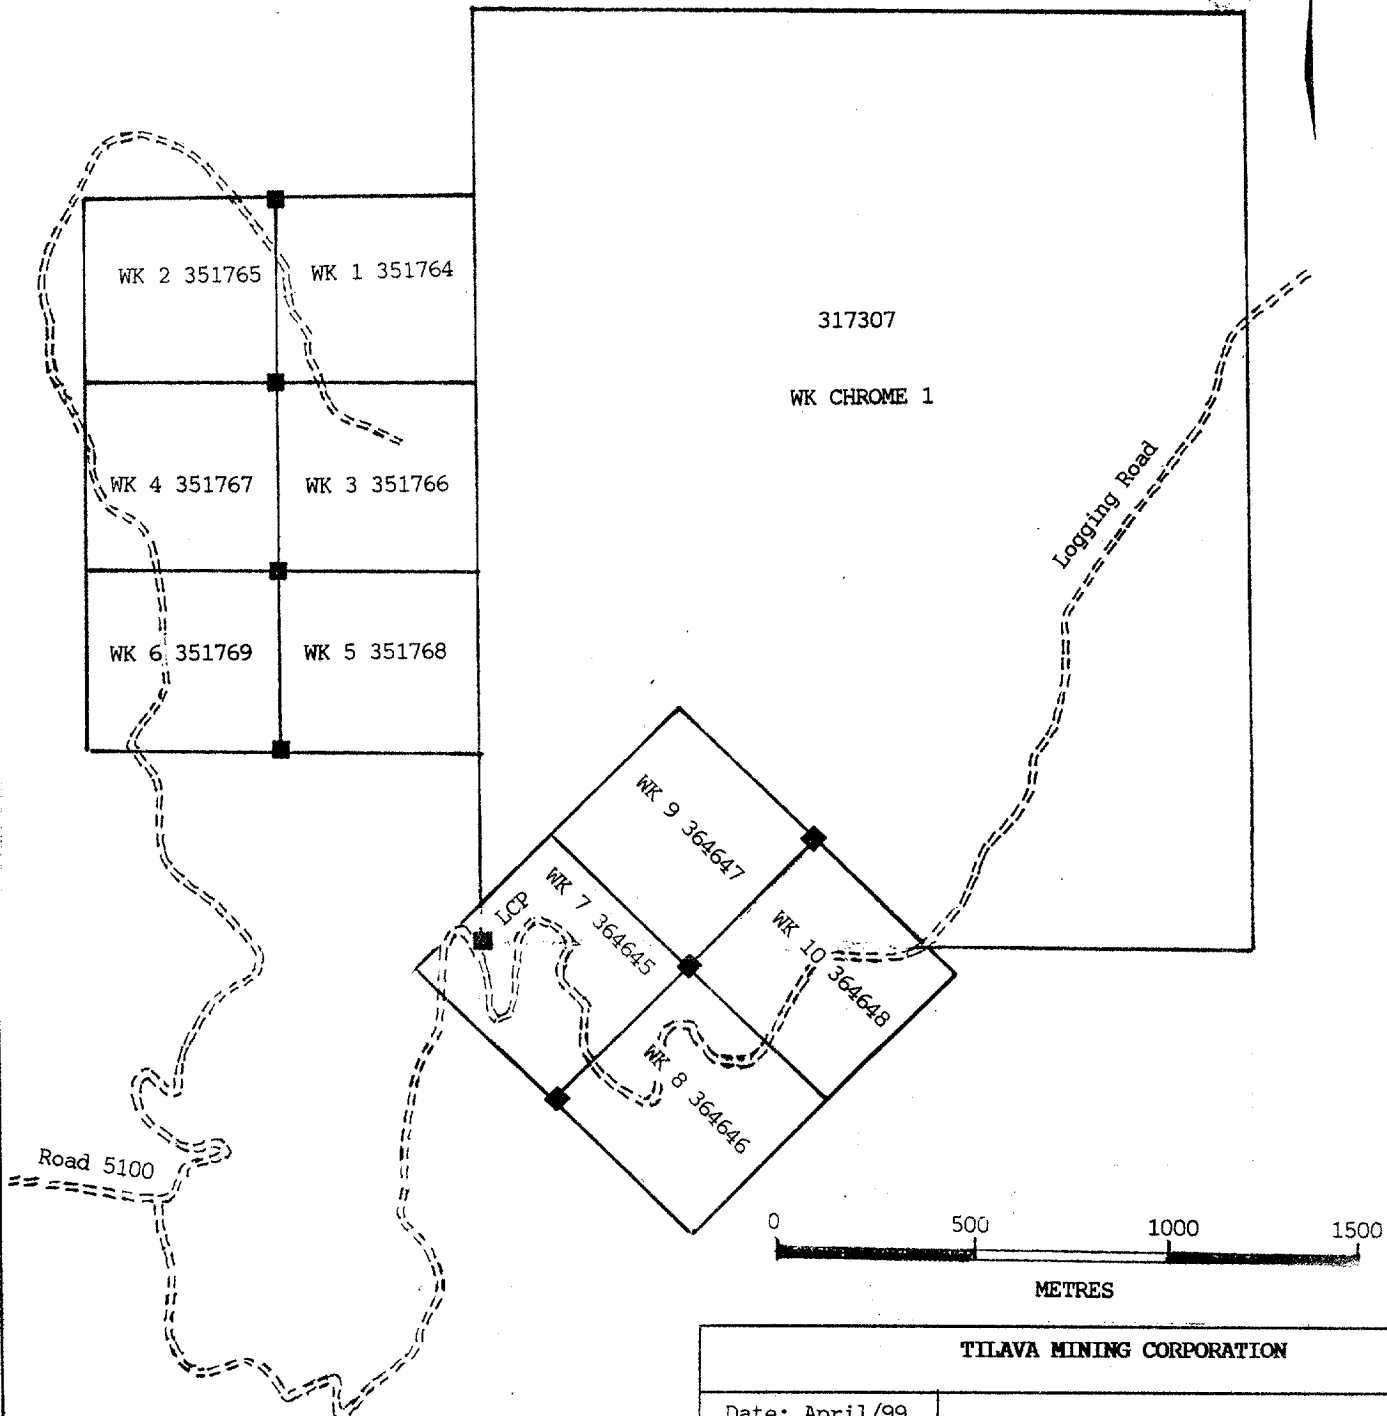 WK 2 351765
WK 1 351764
317307
WK CHROME 1
Logging Road
WK 4 351767
WK 3 351766
WK 6 351769
WK 5 351768
WK 9 364647
LCP
WK 7 364645
WK 10 364648
WK 8 364646
Road 5100
0 500 1000 1500
METRES
TILAVA MINING CORPORATION
Date: April/99